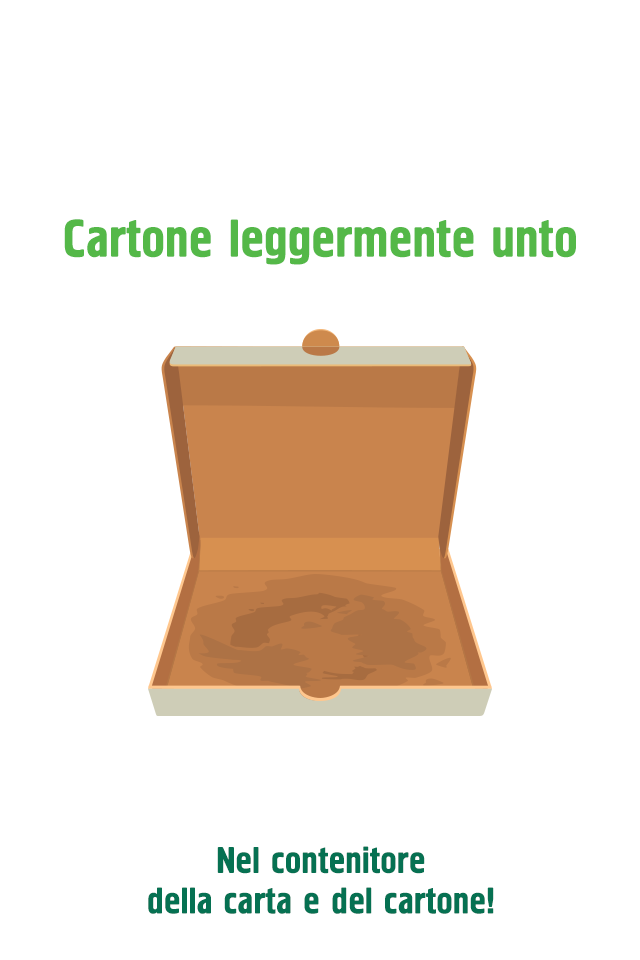 Cartone leggermente unto
Nel contenitore
della carta e del cartone!